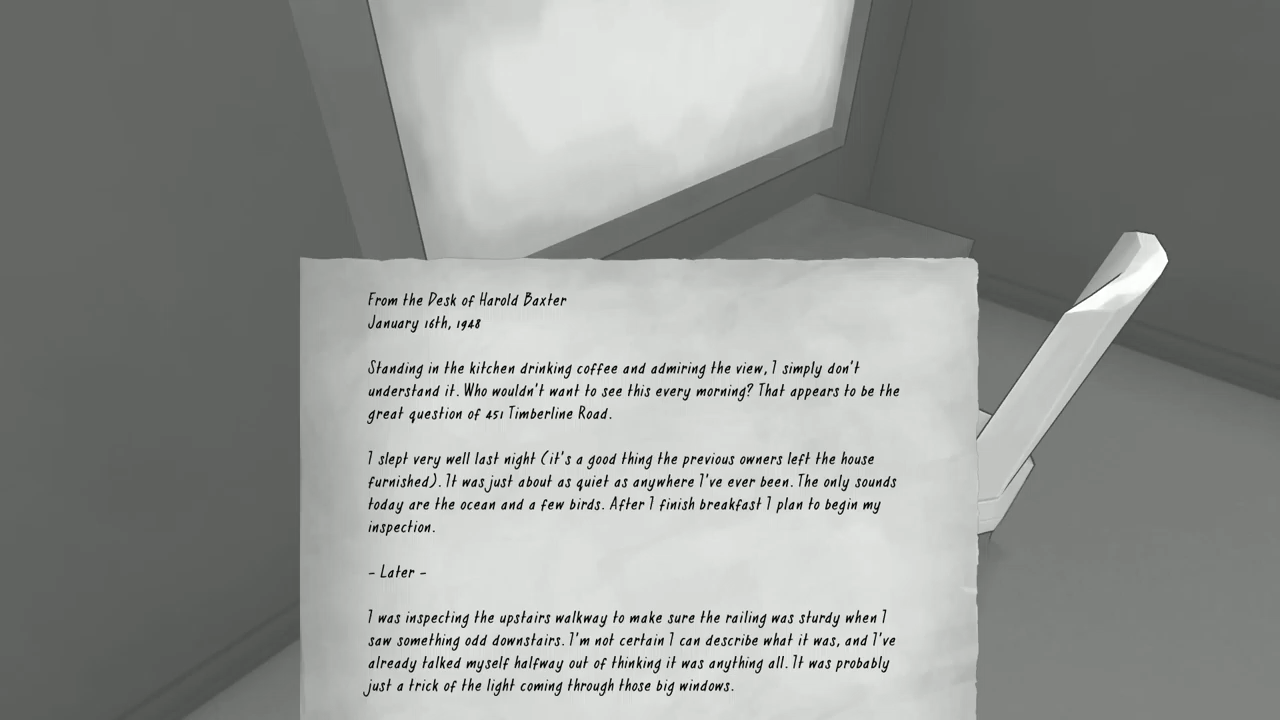 From the Desk of Harold Baxter
January 16th, 1948
Standing in the kitchen drinking coffee and admiring the view, I simply don't
understand it. Who wouldn't want to see this every morning? That appears to be the
great question of 451 Timberline Road.
I slept very well last night (it's a good thing the previous owners left the house
furnished). It was just about as quiet as anywhere I've ever been. The only sounds
today are the ocean and a few birds. After I finish breakfast I plan to begin my
inspection.
- Later -
I was inspecting the upstairs walkway to make sure the railing was sturdy when I
saw something odd downstairs. I'm not certain I can describe what it was, and I've
already talked myself halfway out of thinking it was anything all. It was probably
just a trick of the light coming through those big windows.